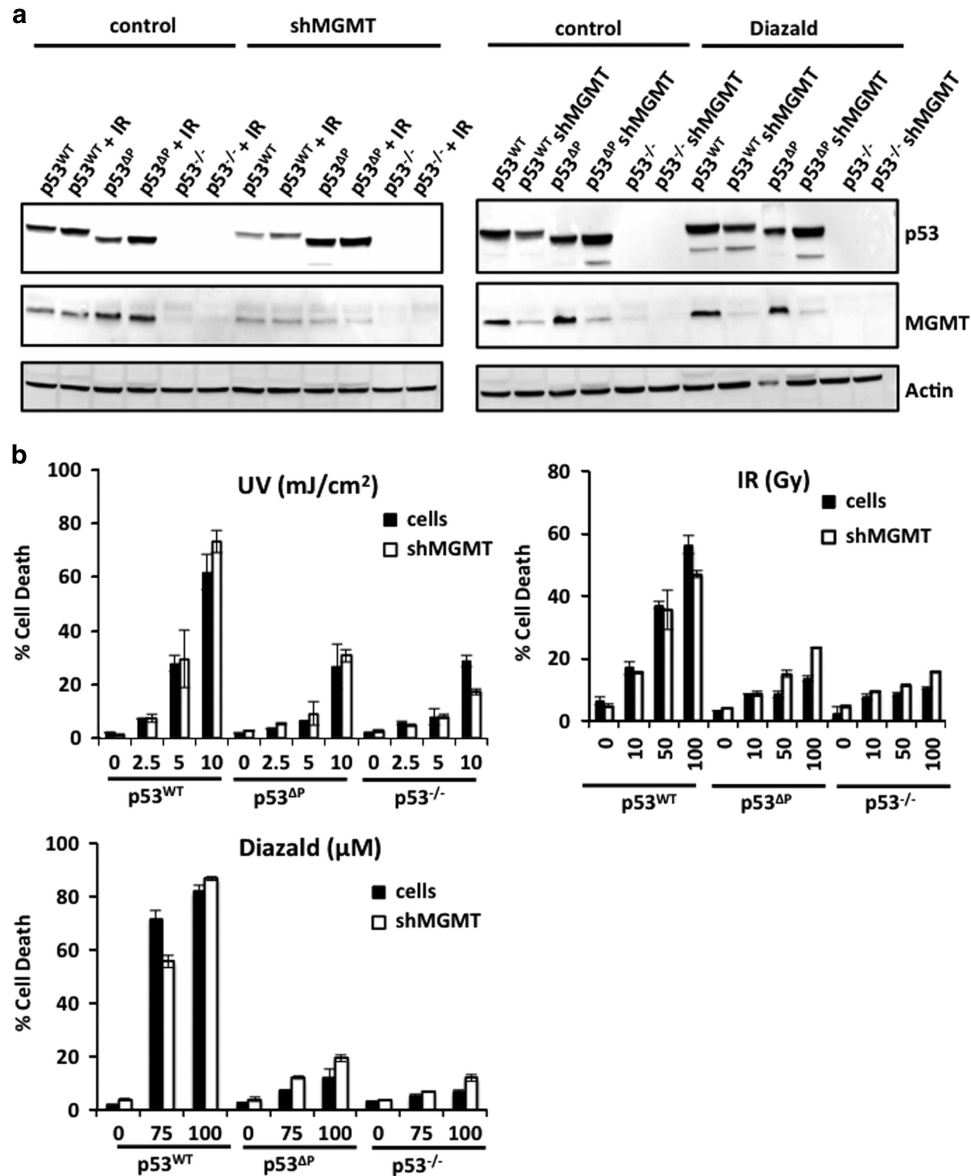 a
control shMGMT control Diazald
p53WT
p53WT + IR
p53ΔP
p53ΔP + IR
p53-/-
p53-/- + IR
p53WT
p53WT + IR
p53ΔP
p53ΔP + IR
p53-/-
p53-/- + IR
p53WT
p53WT shMGMT
p53ΔP
p53ΔP shMGMT
p53-/-
p53-/- shMGMT
p53WT
p53WT shMGMT
p53ΔP
p53ΔP shMGMT
p53-/-
p53-/- shMGMT
p53
MGMT
Actin
b
UV (mJ/cm²)
cells
shMGMT
% Cell Death
100
80
60
40
20
0
0 2.5 5 10 0 2.5 5 10 0 2.5 5 10
p53WT p53ΔP p53-/-
IR (Gy)
cells
shMGMT
% Cell Death
80
60
40
20
0
0 10 50 100 0 10 50 100 0 10 50 100
p53WT p53ΔP p53-/-
Diazald (μM)
cells
shMGMT
% Cell Death
100
80
60
40
20
0
0 75 100 0 75 100 0 75 100
p53WT p53ΔP p53-/-